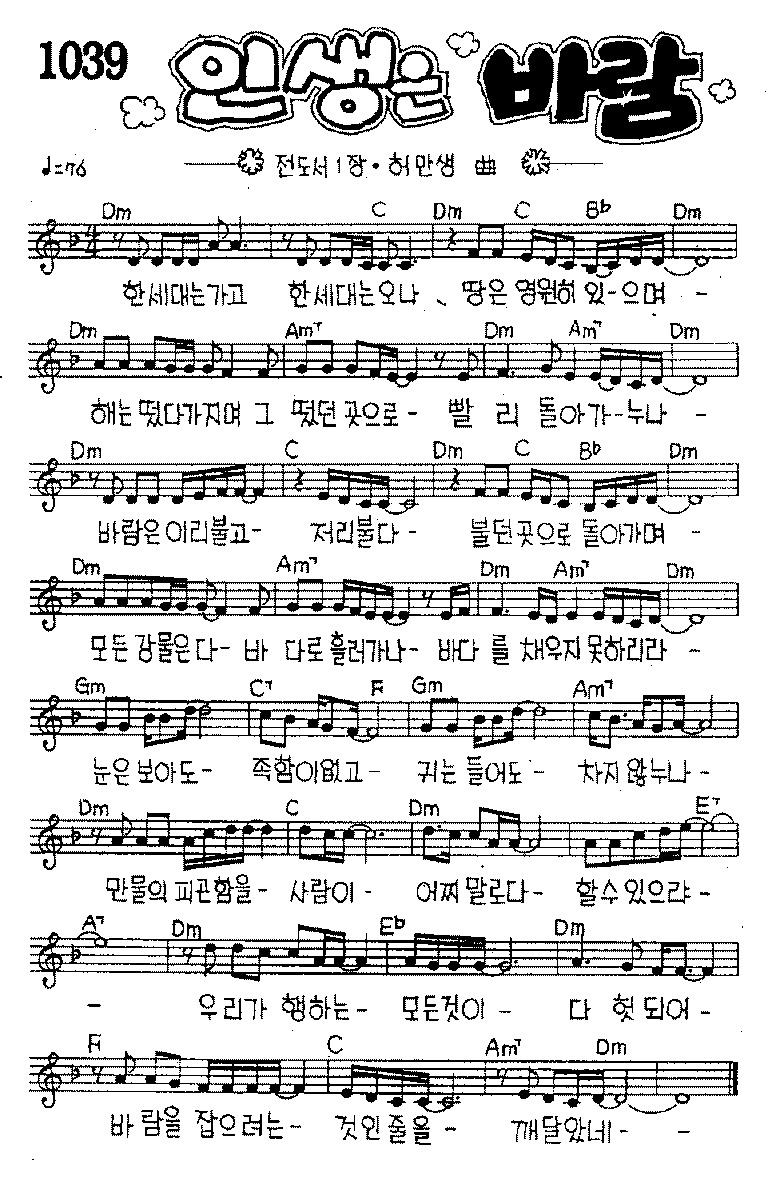 1039 인생은 바람
♩=76 전도서 1장 · 허만생 曲
Dm C Dm C B♭ Dm
한세대는가고 한세대는오나 、 땅은 영원히 있-으며 -
Dm Am7 Dm Am7 Dm
해는 떴다가지며 그 떴던 곳으로- 빨 리 돌아가-누나 -
Dm C Dm C B♭ Dm
바람은이리불고- 저리불다- 불던곳으로 돌아가며 -
Dm Am7 Dm Am7 Dm
모든 강물은다- 바 다로 흘러가나- 바다 를 채우지 못하리라 -
Gm C7 F Gm Am7
눈은 보아도- 족함이없고- 귀는 들어도- 차지 않누나-
Dm C Dm E7
만물의 피곤함을- 사람이- 어찌 말로다- 할수있으랴-
A7 Dm E♭ Dm
- 우리가 행하는- 모든것이- 다 헛되어-
F C Am7 Dm
바람을 잡으려는- 것인줄을- 깨달았네- -